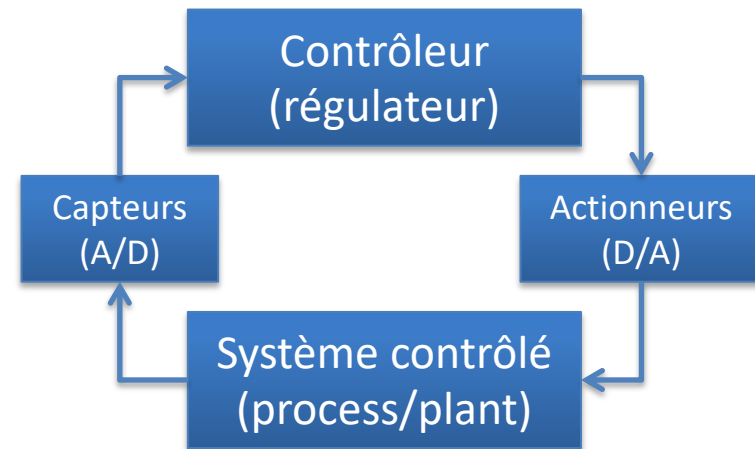 Contrôleur
(régulateur)
Capteurs
(A/D)
Actionneurs
(D/A)
Système contrôlé
(process/plant)